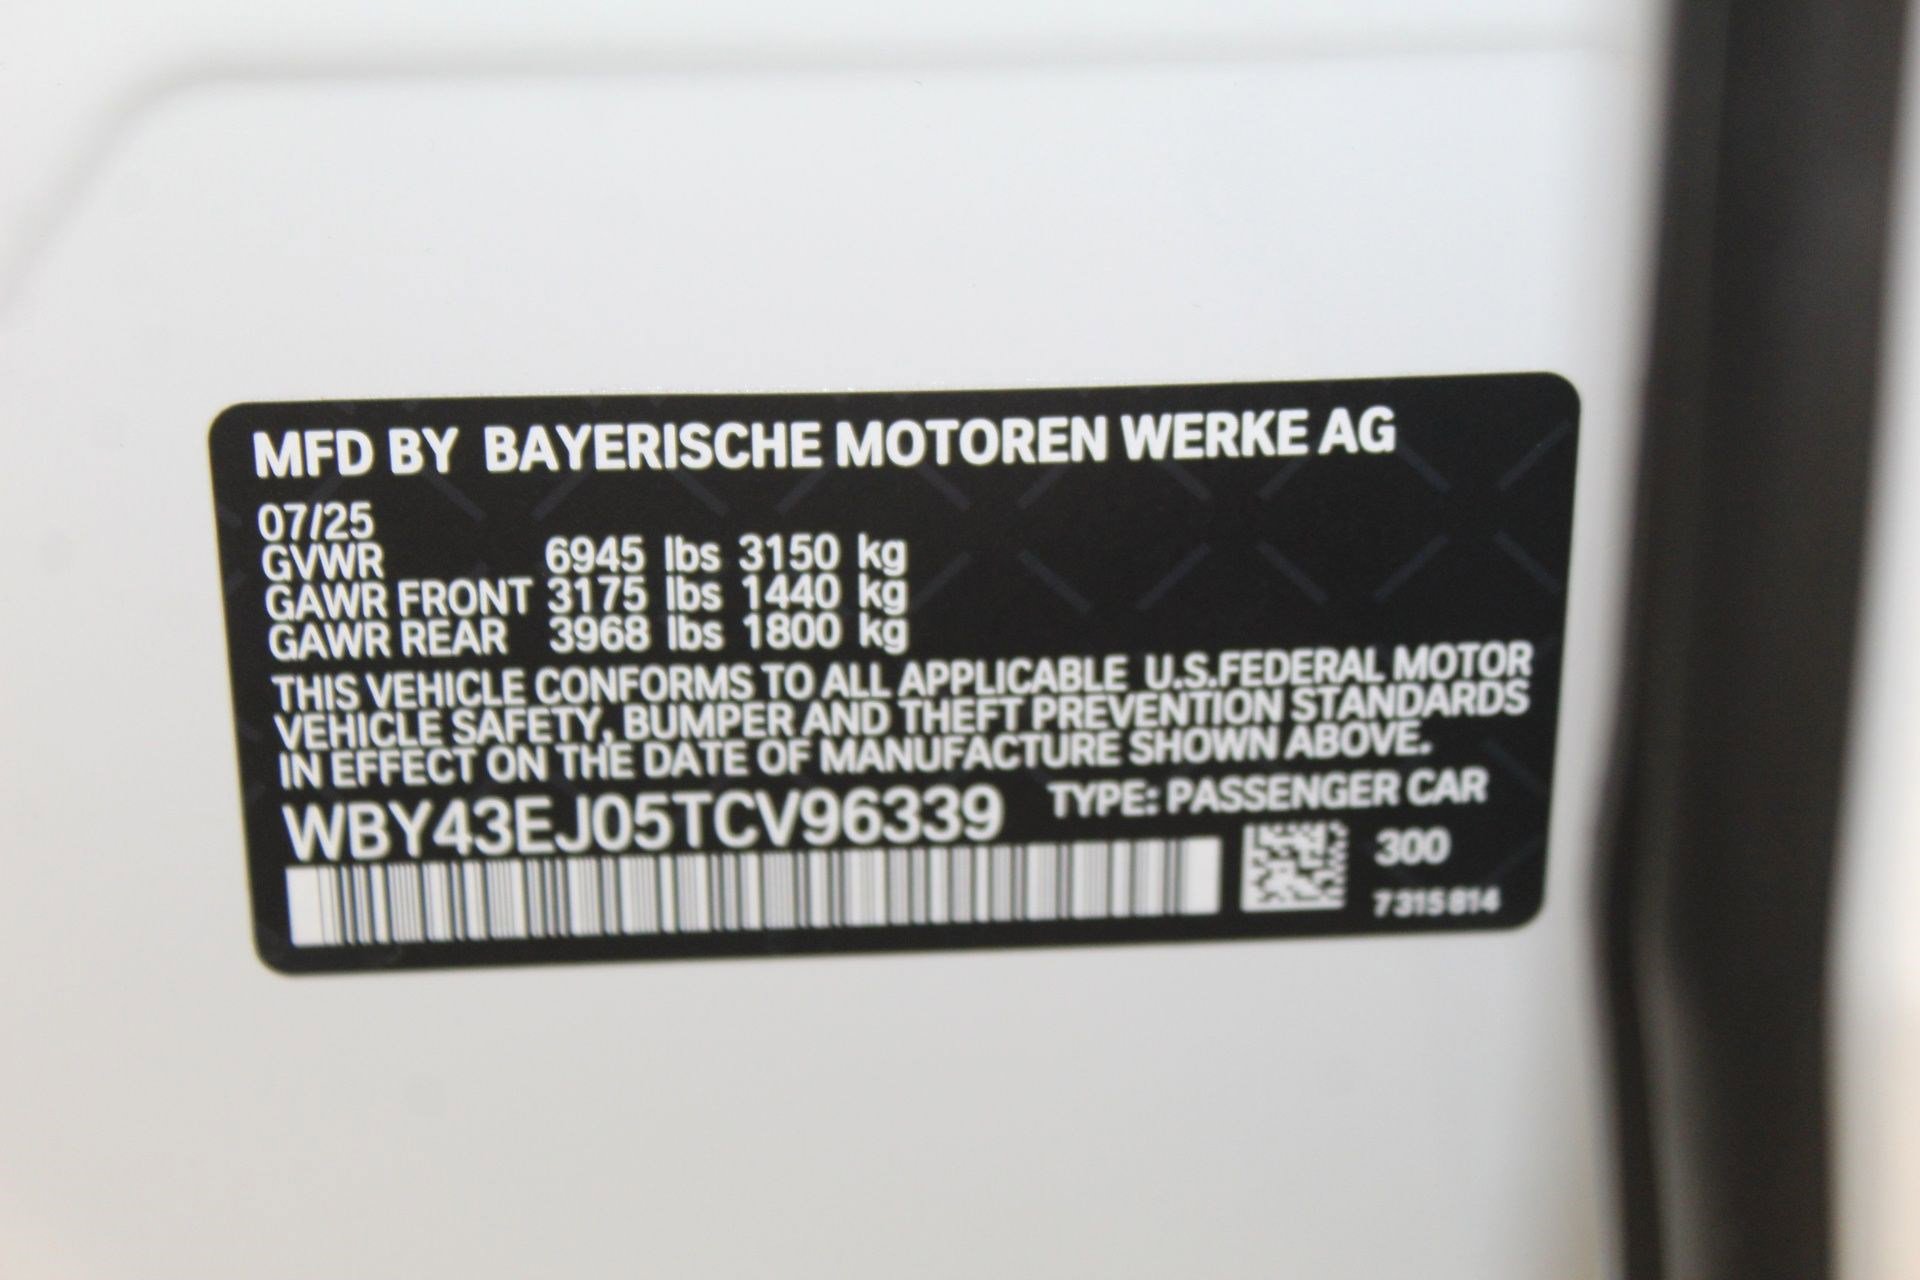 MFD BY BAYERISCHE MOTOREN WERKE AG
07/25
GVWR 6945 lbs 3150 kg
GAWR FRONT 3175 lbs 1440 kg
GAWR REAR 3968 lbs 1800 kg
THIS VEHICLE CONFORMS TO ALL APPLICABLE U.S.FEDERAL MOTOR
VEHICLE SAFETY, BUMPER AND THEFT PREVENTION STANDARDS
IN EFFECT ON THE DATE OF MANUFACTURE SHOWN ABOVE.
WBY43EJ05TCV96339 TYPE: PASSENGER CAR
300
7315814